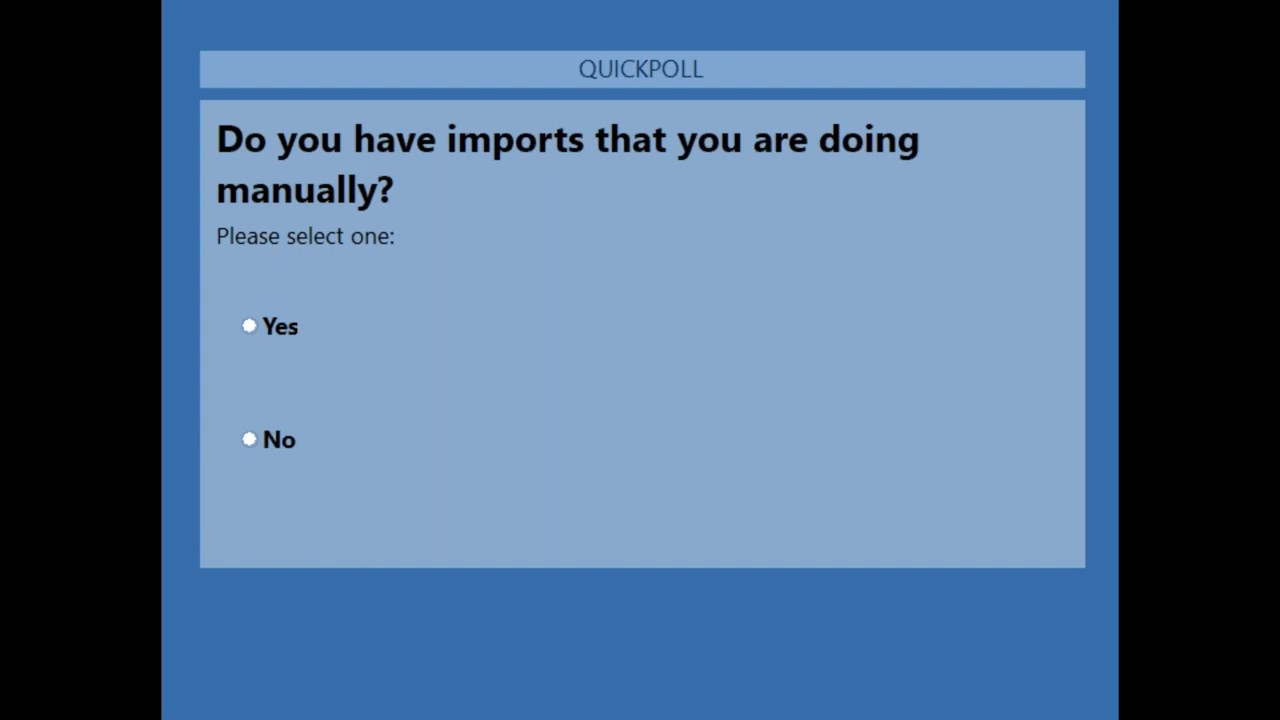 QUICKPOLL
Do you have imports that you are doing
manually?
Please select one:
Yes
No